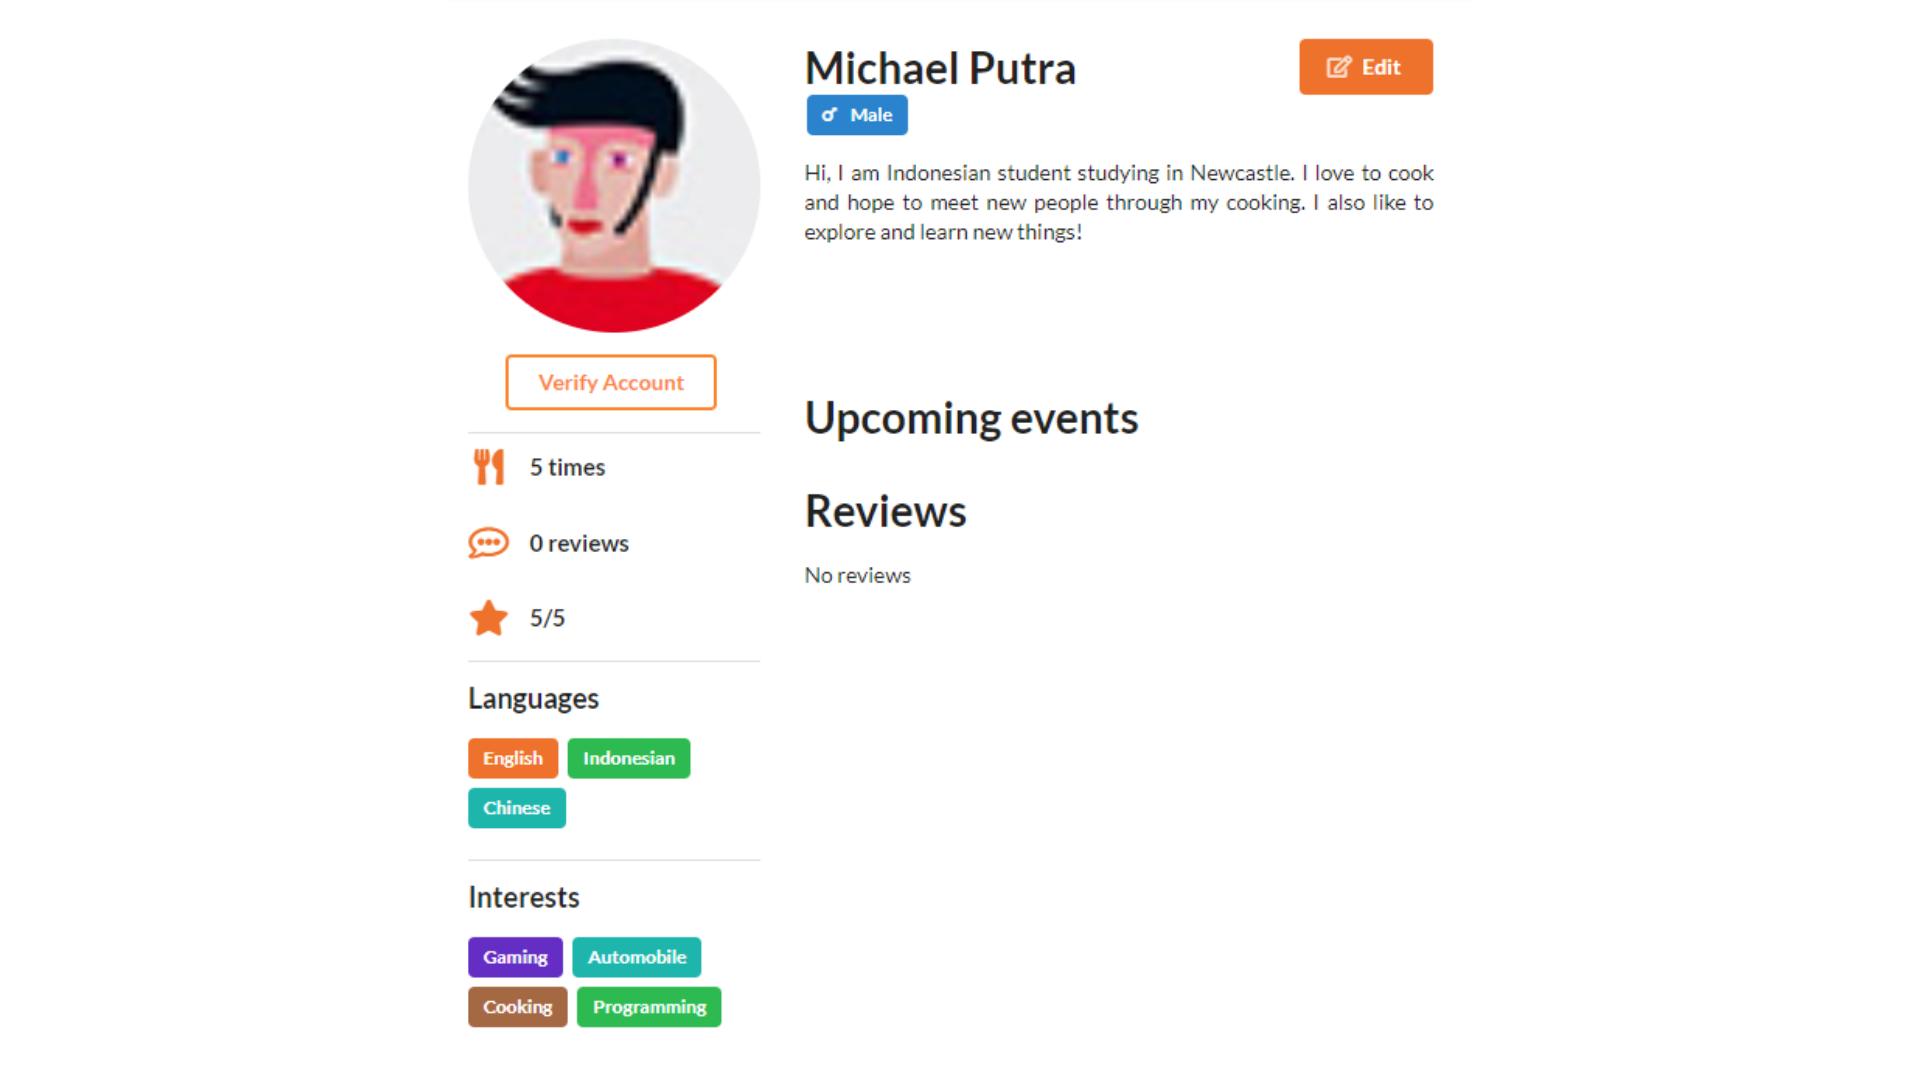 Michael Putra
Edit
Male
Hi, I am Indonesian student studying in Newcastle. I love to cook
and hope to meet new people through my cooking. I also like to
explore and learn new things!
Verify Account
5 times
0 reviews
5/5
Languages
English Indonesian
Chinese
Interests
Gaming Automobile
Cooking Programming
Upcoming events
Reviews
No reviews